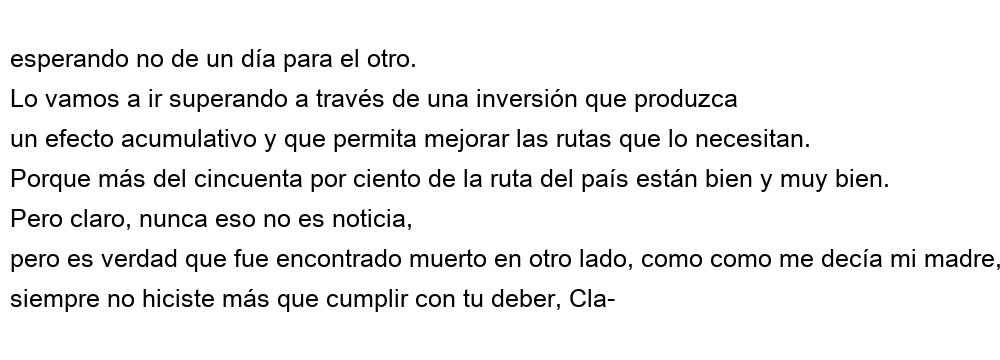 esperando no de un día para el otro.
Lo vamos a ir superando a través de una inversión que produzca
un efecto acumulativo y que permita mejorar las rutas que lo necesitan.
Porque más del cincuenta por ciento de la ruta del país están bien y muy bien.
Pero claro, nunca eso no es noticia,
pero es verdad que fue encontrado muerto en otro lado, como como me decía mi madre,
siempre no hiciste más que cumplir con tu deber, Cla-